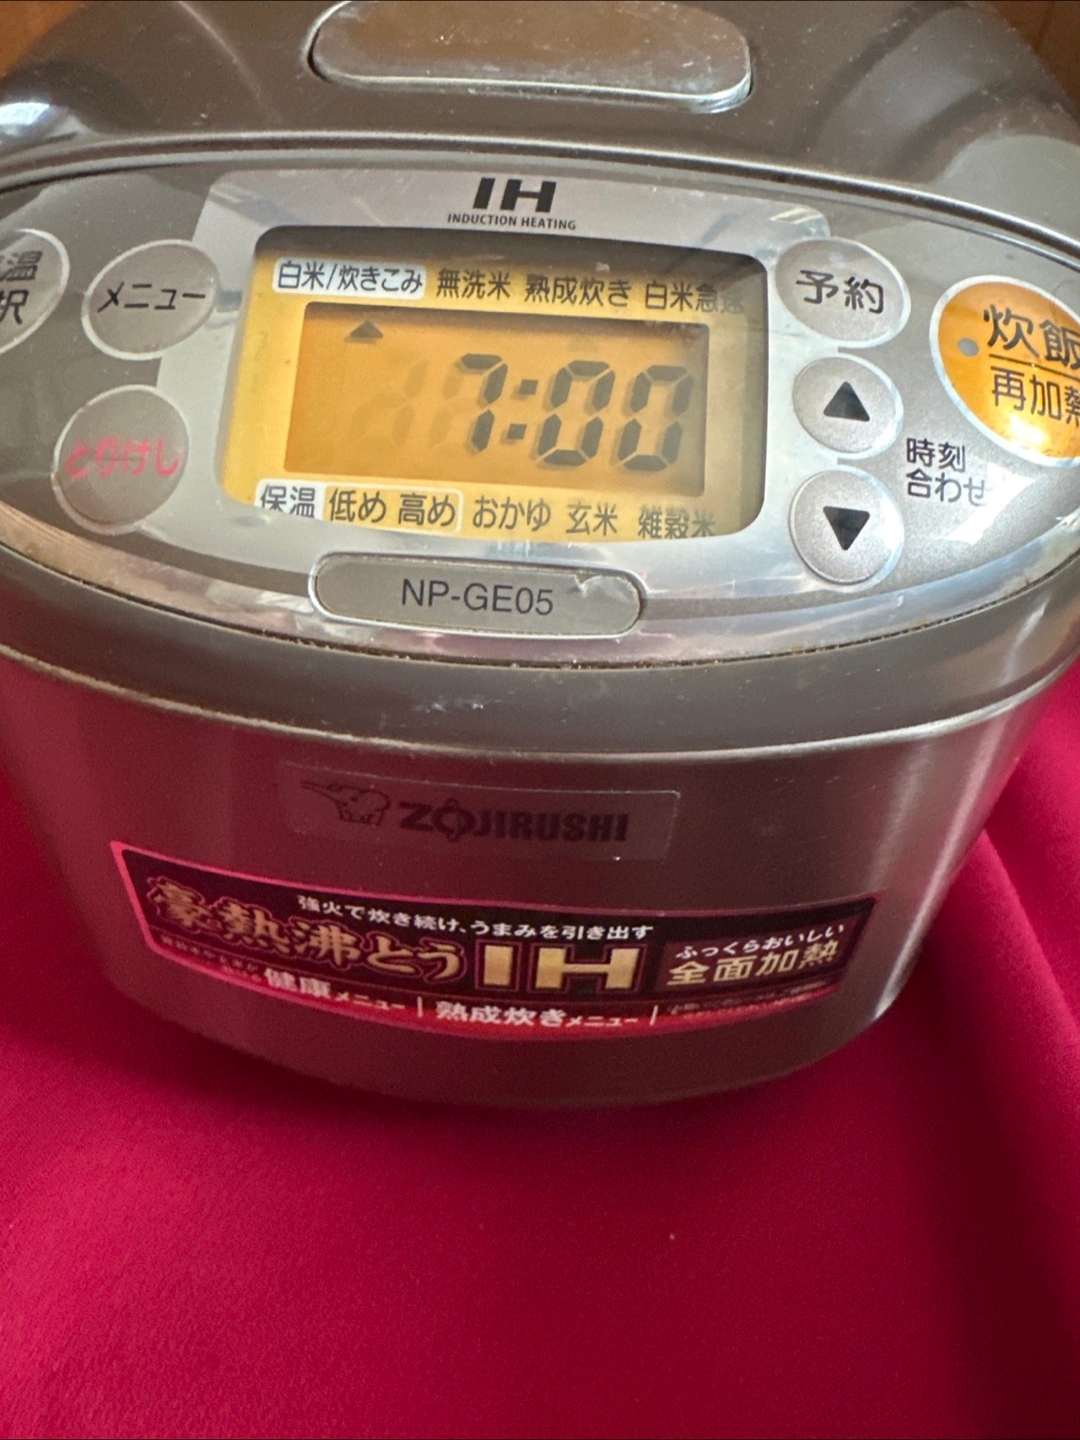 IH
INDUCTION HEATING
白米/炊きこみ 無洗米 熟成炊き 白米急速
メニュー
予約
炊飯
再加熱
7:00
とりけし
時刻
合わせ
保温 低め 高め おかゆ 玄米 雑穀米
NP-GE05
ZOJIRUSHI
強火で炊き続け、うまみを引き出す
豪熱沸とう IH
ふっくらおいしい
全面加熱
健康メニュー | 熟成炊きメニュー |